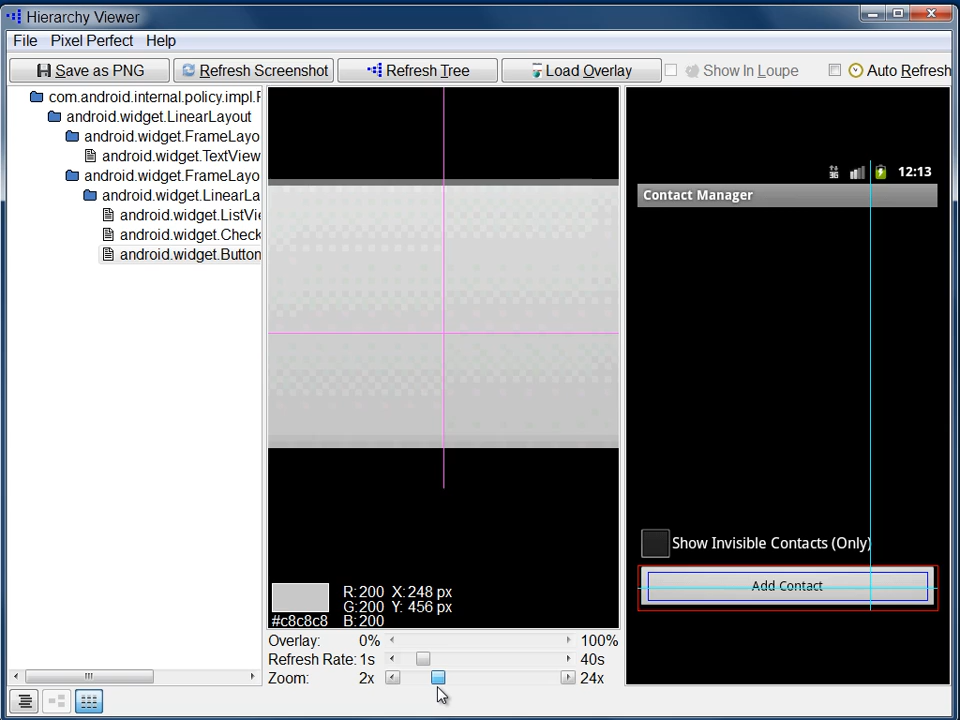 Hierarchy Viewer
File Pixel Perfect Help
Save as PNG Refresh Screenshot Refresh Tree Load Overlay Show In Loupe Auto Refresh
com.android.internal.policy.impl.F
android.widget.LinearLayout
android.widget.FrameLayo
android.widget.TextView
android.widget.FrameLayo
android.widget.LinearLa
android.widget.ListVie
android.widget.Check
android.widget.Button
3G 12:13
Contact Manager
Show Invisible Contacts (Only)
Add Contact
R: 200 X: 248 px
G: 200 Y: 456 px
#c8c8c8 B: 200
Overlay: 0% 100%
Refresh Rate: 1s 40s
Zoom: 2x 24x